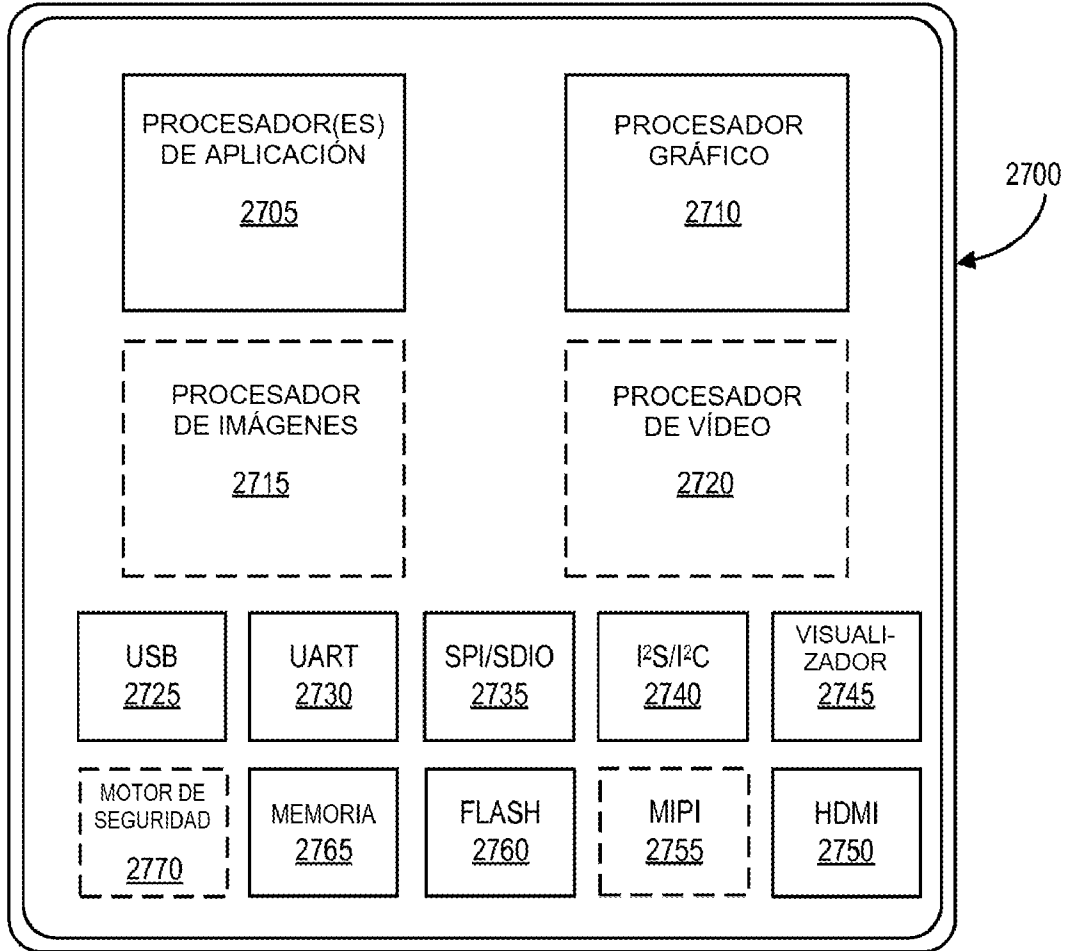 PROCESADOR(ES)
DE APLICACIÓN
2705
PROCESADOR
GRÁFICO
2710
2700
PROCESADOR
DE IMÁGENES
2715
PROCESADOR
DE VÍDEO
2720
USB
2725
UART
2730
SPI/SDIO
2735
I²S/I²C
2740
VISUALI-
ZADOR
2745
MOTOR DE
SEGURIDAD
2770
MEMORIA
2765
FLASH
2760
MIPI
2755
HDMI
2750